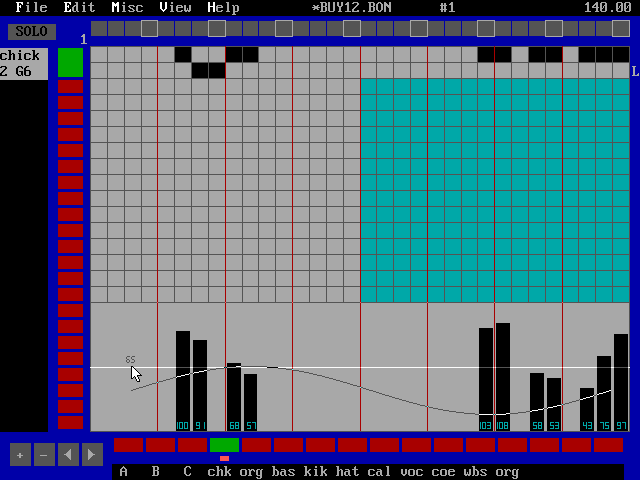 File Edit Misc View Help *BUY12.BON #1 140.00
SOLO
1
chick
2 G6
L
65
100 91 68 57 103 108 58 53 43 75 97
+ −
A B C chk org bas kik hat cal voc coe wbs org